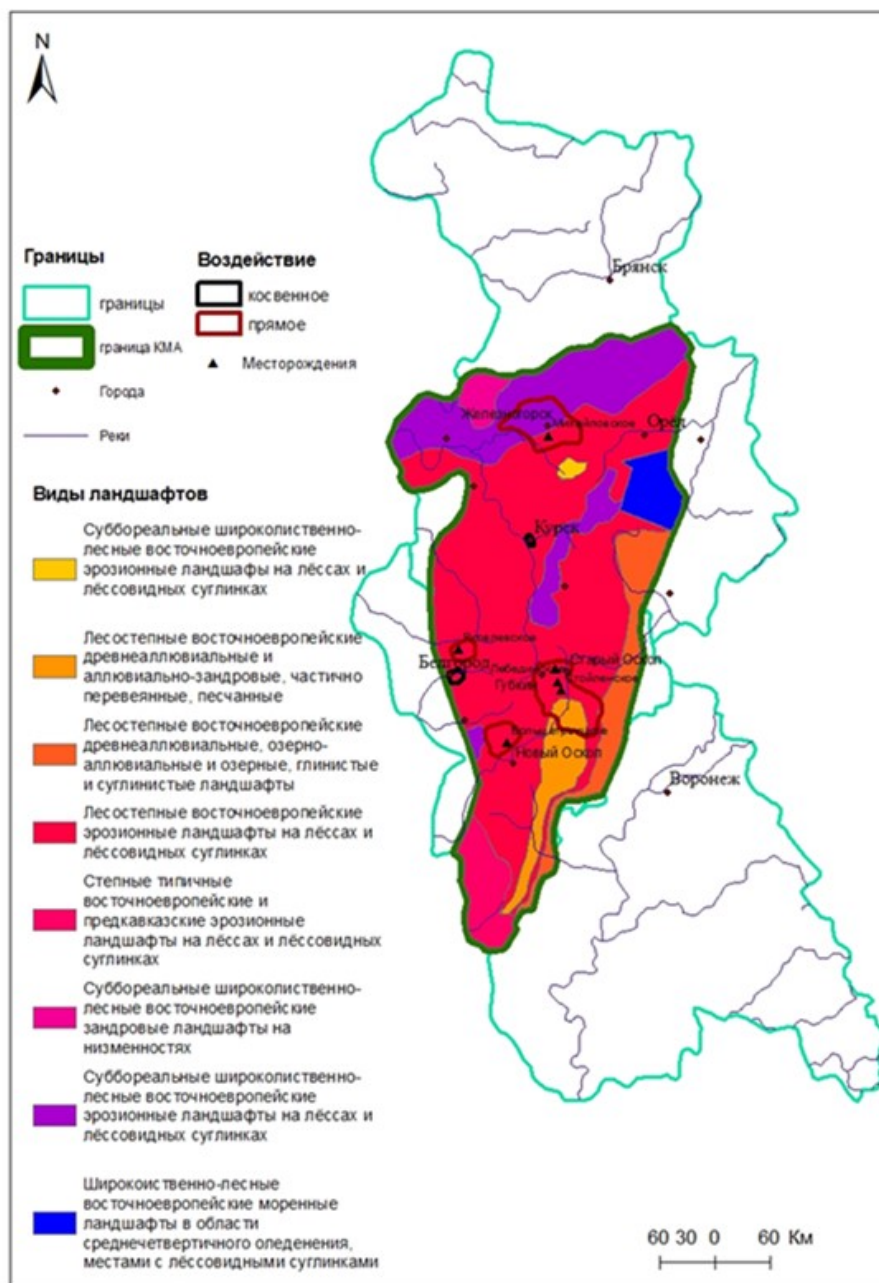 N
Границы
границы
граница КМА
Города
Реки
Воздействие
косвенное
прямое
Месторождения
Виды ландшафтов
Суббореальные широколиственно-
лесные восточноевропейские
эрозионные ландшафы на лёссах и
лёссовидных суглинках
Лесостепные восточноевропейские
древнеаллювиальные и
аллювиально-зандровые, частично
перевеянные, песчанные
Лесостепные восточноевропейские
древнеаллювиальные, озерно-
аллювиальные и озерные, глинистые
и суглинистые ландшафты
Лесостепные восточноевропейские
эрозионные ландшафты на лёссах и
лёссовидных суглинках
Степные типичные
восточноевропейские и
предкавказские эрозионные
ландшафты на лёссах и лёссовидных
суглинках
Суббореальные широколиственно-
лесные восточноевропейские
зандровые ландшафты на
низменностях
Суббореальные широколиственно-
лесные восточноевропейские
эрозионные ландшафты на лёссах и
лёссовидных суглинках
Широкоиственно-лесные
восточноевропейские моренные
ландшафты в области
среднечетвертичного оледенения,
местами с лёссовидными суглинками
Брянск
Железногорск
Михайловское
Орёл
Курск
Белгород
Старый Оскол
Губкин
Новый Оскол
Воронеж
60 30 0 60 Км